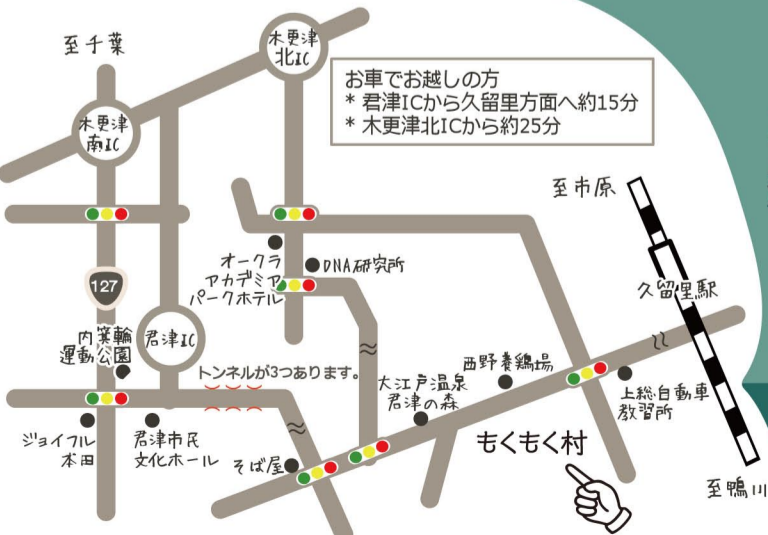 木更津
北IC
至千葉
お車でお越しの方
* 君津ICから久留里方面へ約15分
* 木更津北ICから約25分
木更津
南IC
至市原
オークラ
アカデミア
パークホテル
DNA研究所
127
久留里駅
内箕輪
運動公園
君津IC
トンネルが3つあります。
西野養鶏場
大江戸温泉
君津の森
上総自動車
教習所
もくもく村
ジョイフル
本田
君津市民
文化ホール
そば屋
至鴨川